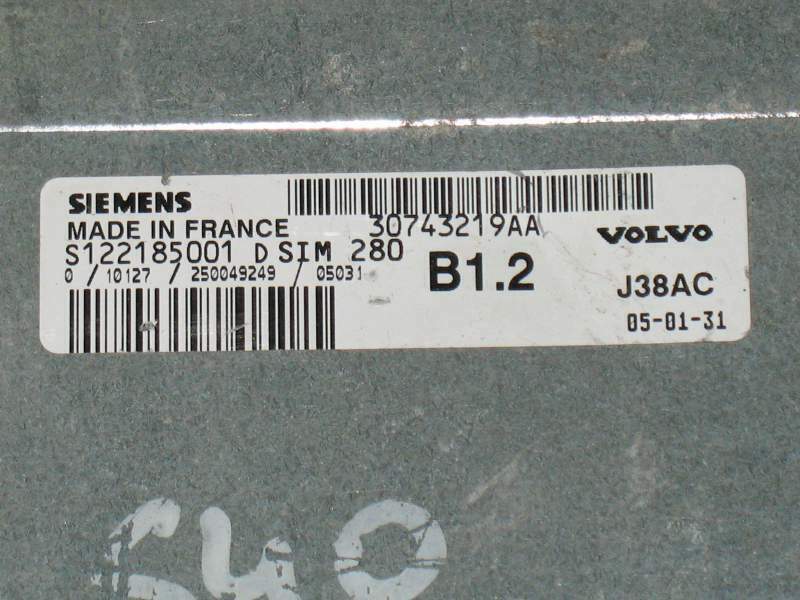 SIEMENS
MADE IN FRANCE 30743219AA VOLVO
S122185001 D SIM 280
0 / 10127 / 250049249 / 05031
B1.2 J38AC
05-01-31
S40